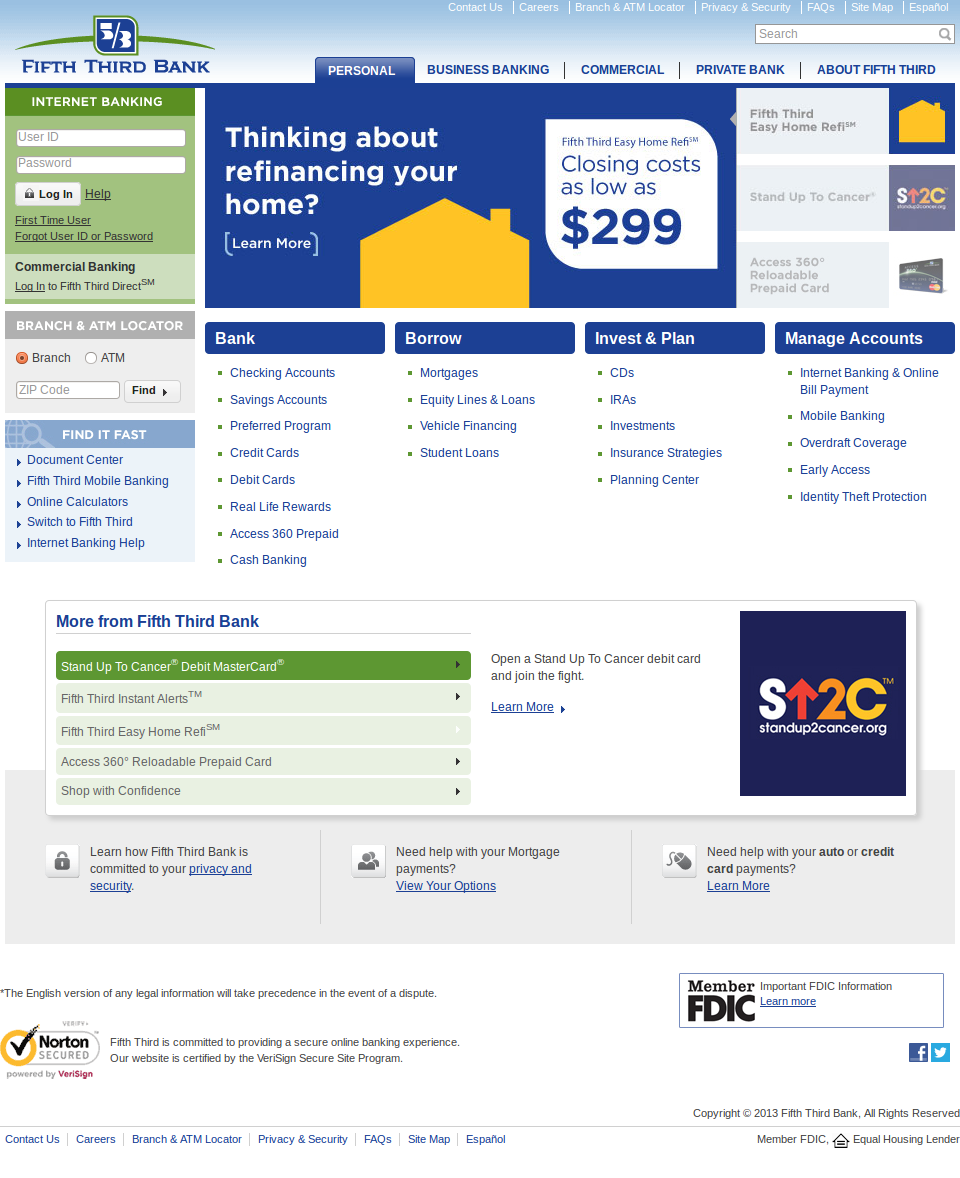 Contact Us
Careers
Branch & ATM Locator
Privacy & Security
FAQs
Site Map
Español
5/3
FIFTH THIRD BANK
Search
PERSONAL
BUSINESS BANKING
COMMERCIAL
PRIVATE BANK
ABOUT FIFTH THIRD
INTERNET BANKING
User ID
Password
Log In
Help
First Time User
Forgot User ID or Password
Commercial Banking
Log In to Fifth Third Direct℠
BRANCH & ATM LOCATOR
Branch
ATM
ZIP Code
Find
FIND IT FAST
Document Center
Fifth Third Mobile Banking
Online Calculators
Switch to Fifth Third
Internet Banking Help
Thinking about
refinancing your
home?
Learn More
Fifth Third Easy Home Refi℠
Closing costs
as low as
$299
Fifth Third
Easy Home Refi℠
Stand Up To Cancer®
S↑2C
standup2cancer.org
Access 360°
Reloadable
Prepaid Card
Bank
Checking Accounts
Savings Accounts
Preferred Program
Credit Cards
Debit Cards
Real Life Rewards
Access 360 Prepaid
Cash Banking
Borrow
Mortgages
Equity Lines & Loans
Vehicle Financing
Student Loans
Invest & Plan
CDs
IRAs
Investments
Insurance Strategies
Planning Center
Manage Accounts
Internet Banking & Online
Bill Payment
Mobile Banking
Overdraft Coverage
Early Access
Identity Theft Protection
More from Fifth Third Bank
Stand Up To Cancer® Debit MasterCard®
Fifth Third Instant Alerts™
Fifth Third Easy Home Refi℠
Access 360° Reloadable Prepaid Card
Shop with Confidence
Open a Stand Up To Cancer debit card
and join the fight.
Learn More
S↑2C™
standup2cancer.org
Learn how Fifth Third Bank is
committed to your privacy and
security.
Need help with your Mortgage
payments?
View Your Options
Need help with your auto or credit
card payments?
Learn More
*The English version of any legal information will take precedence in the event of a dispute.
Member
FDIC
Important FDIC Information
Learn more
VERIFY
Norton
SECURED
powered by VeriSign
Fifth Third is committed to providing a secure online banking experience.
Our website is certified by the VeriSign Secure Site Program.
Copyright © 2013 Fifth Third Bank, All Rights Reserved
Contact Us
Careers
Branch & ATM Locator
Privacy & Security
FAQs
Site Map
Español
Member FDIC, Equal Housing Lender